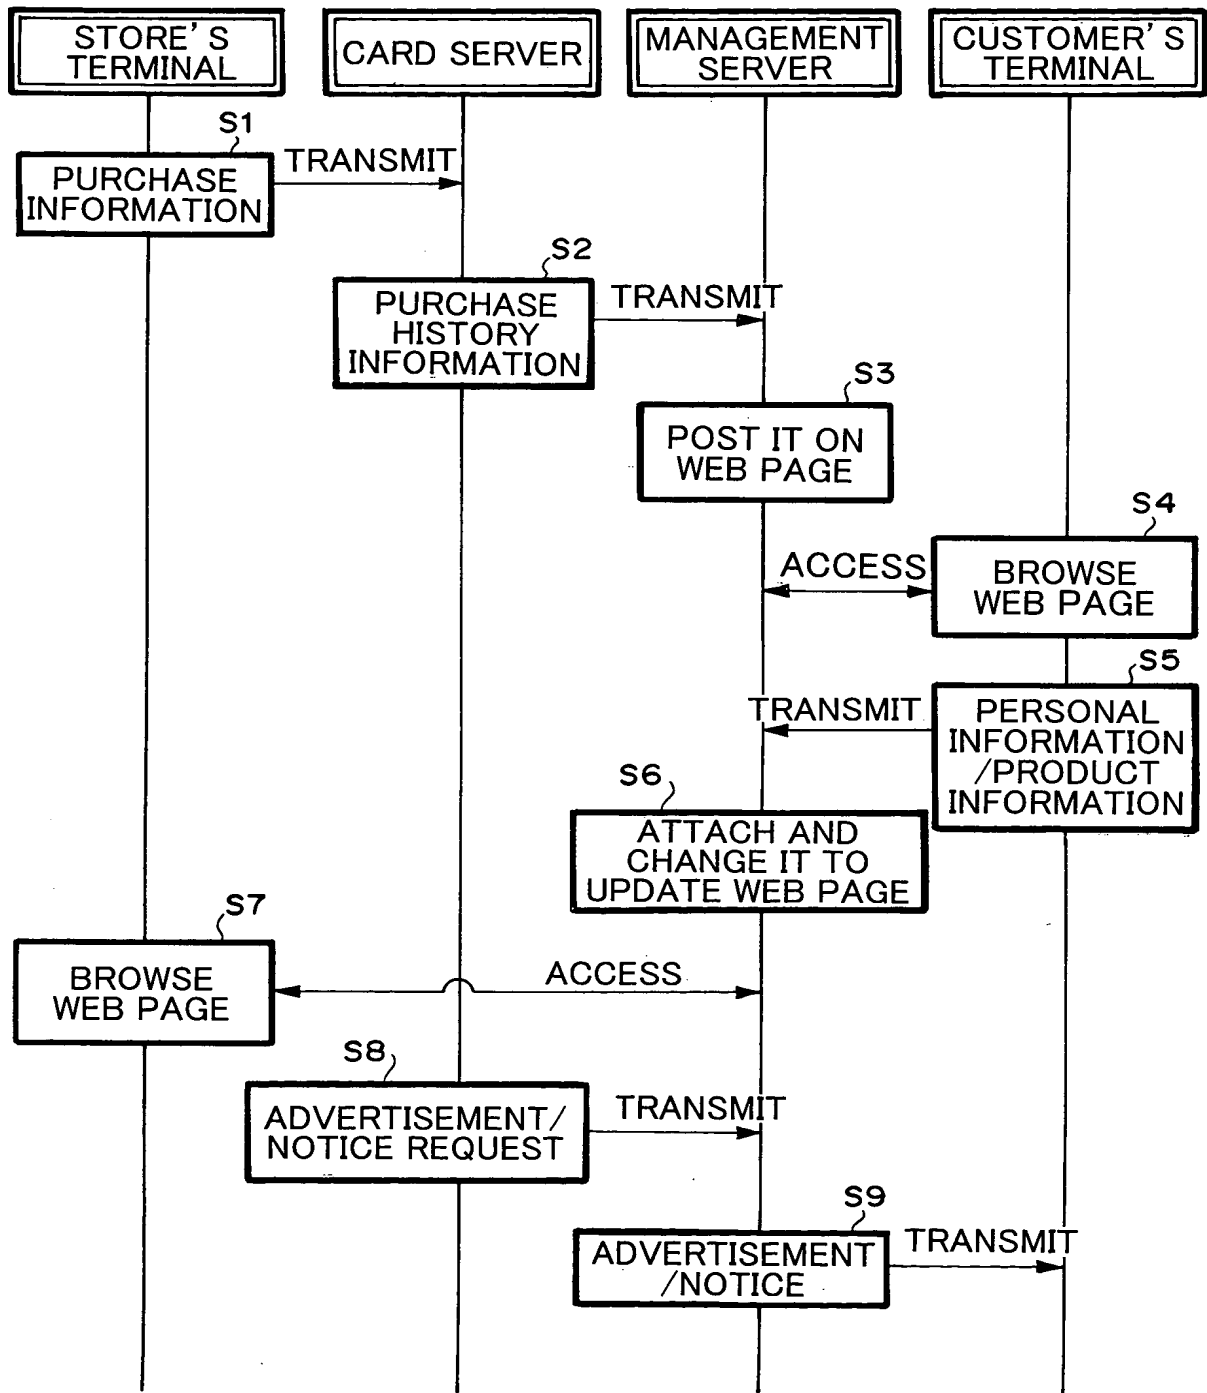 STORE'S
TERMINAL
CARD SERVER
MANAGEMENT
SERVER
CUSTOMER'S
TERMINAL
S1
PURCHASE
INFORMATION
TRANSMIT
S2
PURCHASE
HISTORY
INFORMATION
TRANSMIT
S3
POST IT ON
WEB PAGE
S4
ACCESS
BROWSE
WEB PAGE
S5
TRANSMIT
PERSONAL
INFORMATION
/PRODUCT
INFORMATION
S6
ATTACH AND
CHANGE IT TO
UPDATE WEB PAGE
S7
BROWSE
WEB PAGE
ACCESS
S8
ADVERTISEMENT/
NOTICE REQUEST
TRANSMIT
S9
ADVERTISEMENT
/NOTICE
TRANSMIT